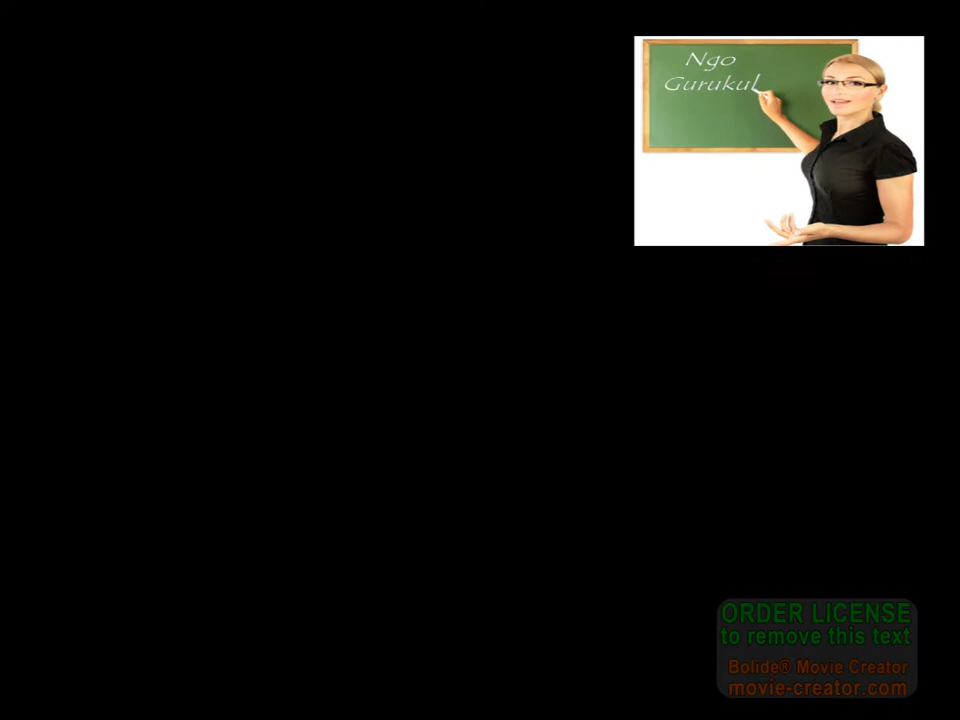 Ngo
Gurukul
ORDER LICENSE
to remove this text
Bolide® Movie Creator
movie-creator.com